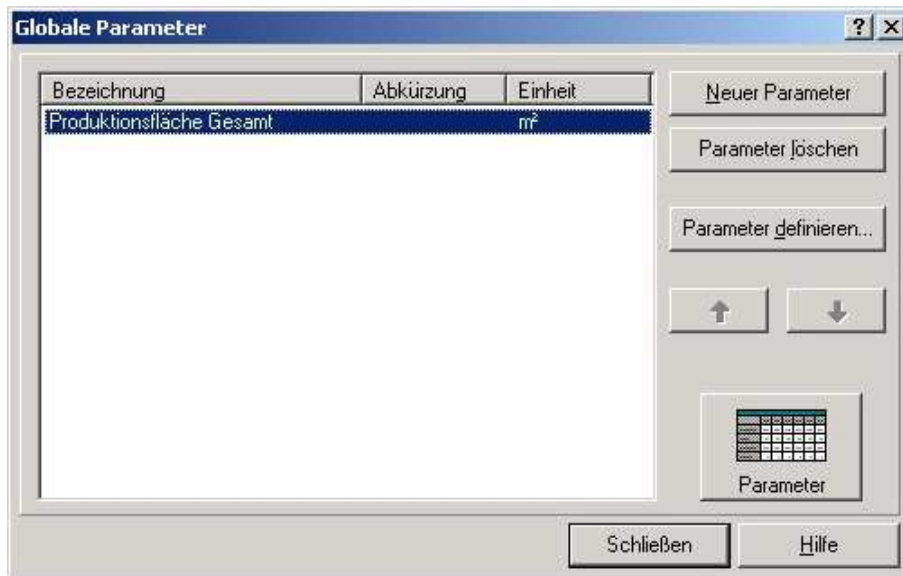 Globale Parameter
Bezeichnung Abkürzung Einheit
Produktionsfläche Gesamt m²
Neuer Parameter
Parameter löschen
Parameter definieren...
Parameter
Schließen
Hilfe